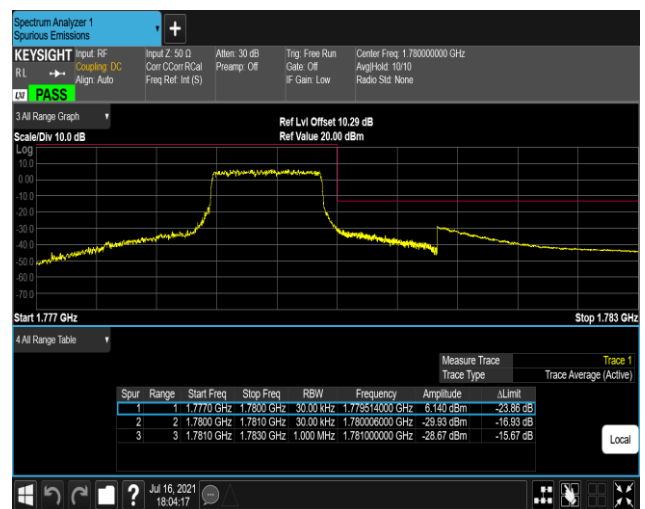 Spectrum Analyzer 1
Spurious Emissions
KEYSIGHT
Input: RF
Coupling: DC
Align: Auto
RL
Input Z: 50 Ω
Corr CCorr RCal
Freq Ref: Int (S)
Atten: 30 dB
Preamp: Off
Trig: Free Run
Gate: Off
IF Gain: Low
Center Freq: 1.780000000 GHz
Avg|Hold: 10/10
Radio Std: None
LXI PASS
3 All Range Graph
Scale/Div 10.0 dB
Ref Lvl Offset 10.29 dB
Ref Value 20.00 dBm
Log
10.0
0.00
-10.0
-20.0
-30.0
-40.0
-50.0
-60.0
-70.0
Start 1.777 GHz
Stop 1.783 GHz
4 All Range Table
Measure Trace Trace 1
Trace Type Trace Average (Active)
Spur Range Start Freq Stop Freq RBW Frequency Amplitude ΔLimit
1 1 1.7770 GHz 1.7800 GHz 30.00 kHz 1.779514000 GHz 6.140 dBm -23.86 dB
2 2 1.7800 GHz 1.7810 GHz 30.00 kHz 1.780006000 GHz -29.93 dBm -16.93 dB
3 3 1.7810 GHz 1.7830 GHz 1.000 MHz 1.781000000 GHz -28.67 dBm -15.67 dB
Local
Jul 16, 2021
18:04:17